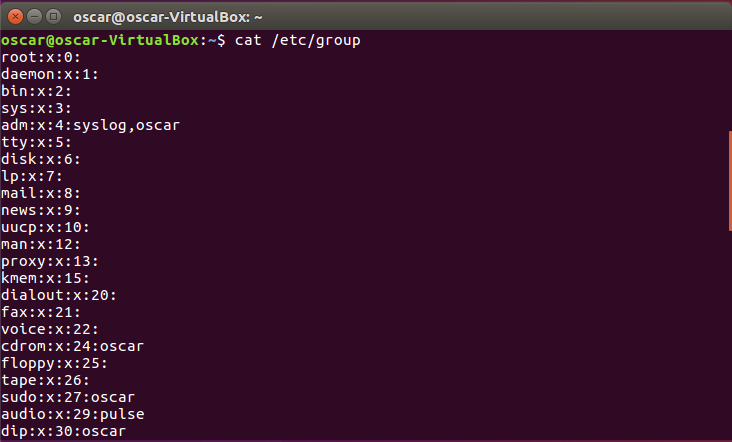 oscar@oscar-VirtualBox: ~
oscar@oscar-VirtualBox:~$ cat /etc/group
root:x:0:
daemon:x:1:
bin:x:2:
sys:x:3:
adm:x:4:syslog,oscar
tty:x:5:
disk:x:6:
lp:x:7:
mail:x:8:
news:x:9:
uucp:x:10:
man:x:12:
proxy:x:13:
kmem:x:15:
dialout:x:20:
fax:x:21:
voice:x:22:
cdrom:x:24:oscar
floppy:x:25:
tape:x:26:
sudo:x:27:oscar
audio:x:29:pulse
dip:x:30:oscar